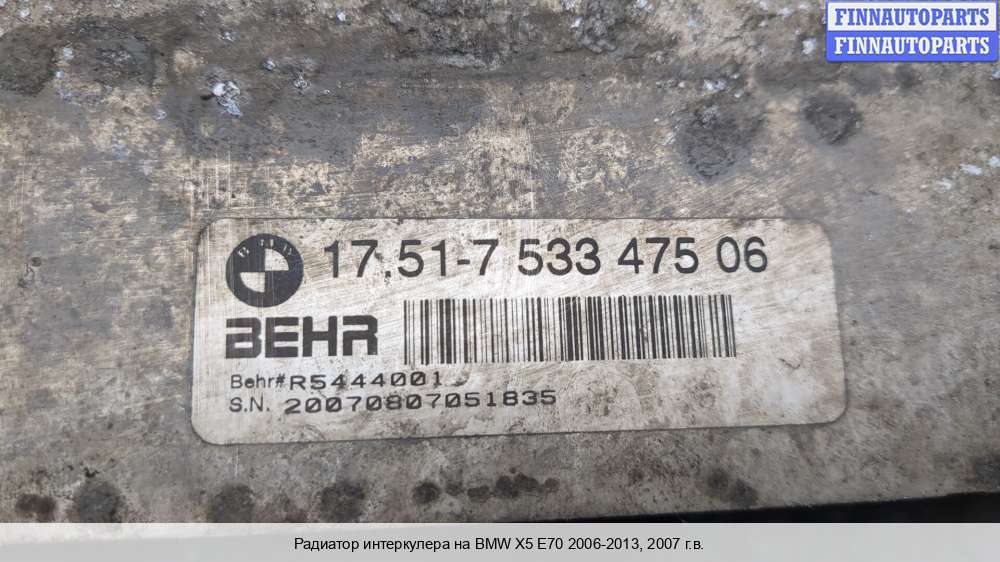 FINNAUTOPARTS
FINNAUTOPARTS
BMW
17.51-7 533 475 06
BEHR
Behr# R5444001
S.N. 20070807051835
Радиатор интеркулера на BMW X5 E70 2006-2013, 2007 г.в.